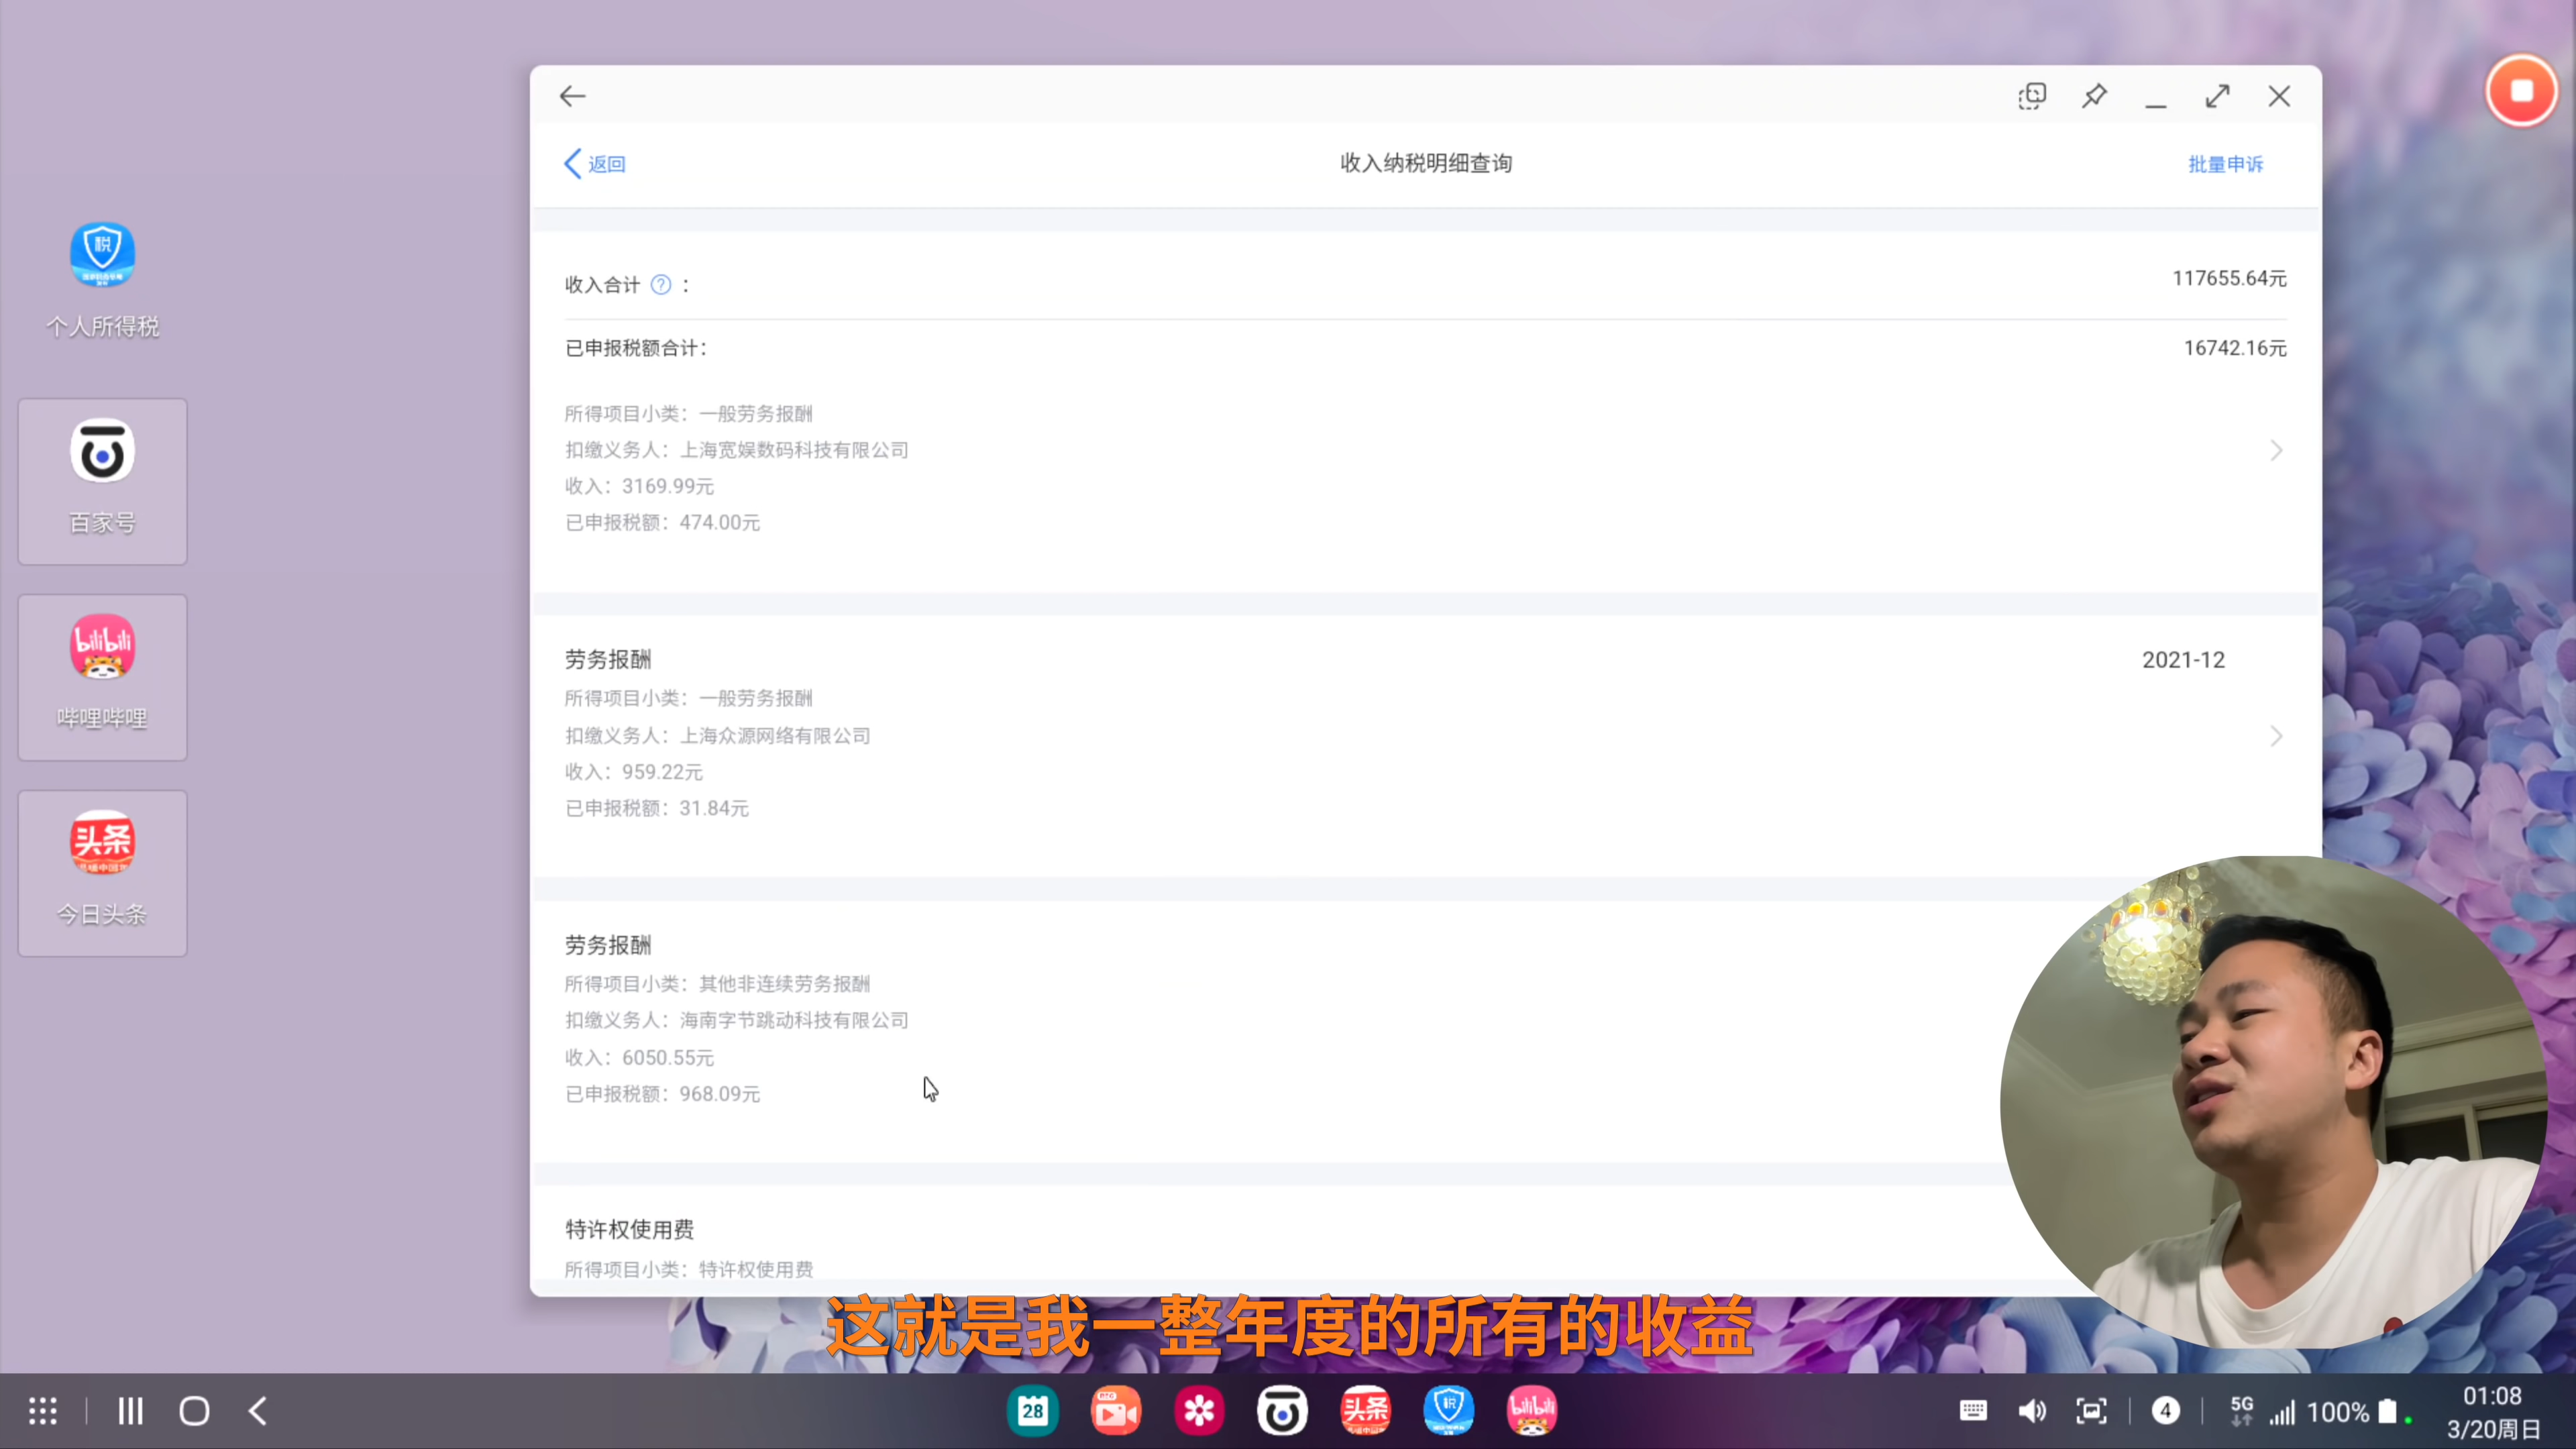 返回
收入纳税明细查询
批量申诉
收入合计 ? ：
117655.64元
已申报税额合计：
16742.16元
所得项目小类：一般劳务报酬
扣缴义务人：上海宽娱数码科技有限公司
收入：3169.99元
已申报税额：474.00元
劳务报酬
2021-12
所得项目小类：一般劳务报酬
扣缴义务人：上海众源网络有限公司
收入：959.22元
已申报税额：31.84元
劳务报酬
所得项目小类：其他非连续劳务报酬
扣缴义务人：海南字节跳动科技有限公司
收入：6050.55元
已申报税额：968.09元
特许权使用费
所得项目小类：特许权使用费
税
个人所得税
百家号
bilibili
哔哩哔哩
头条
今日头条
这就是我一整年度的所有的收益
28
REC
头条
税
bilibili
4
5G
100%
01:08
3/20周日